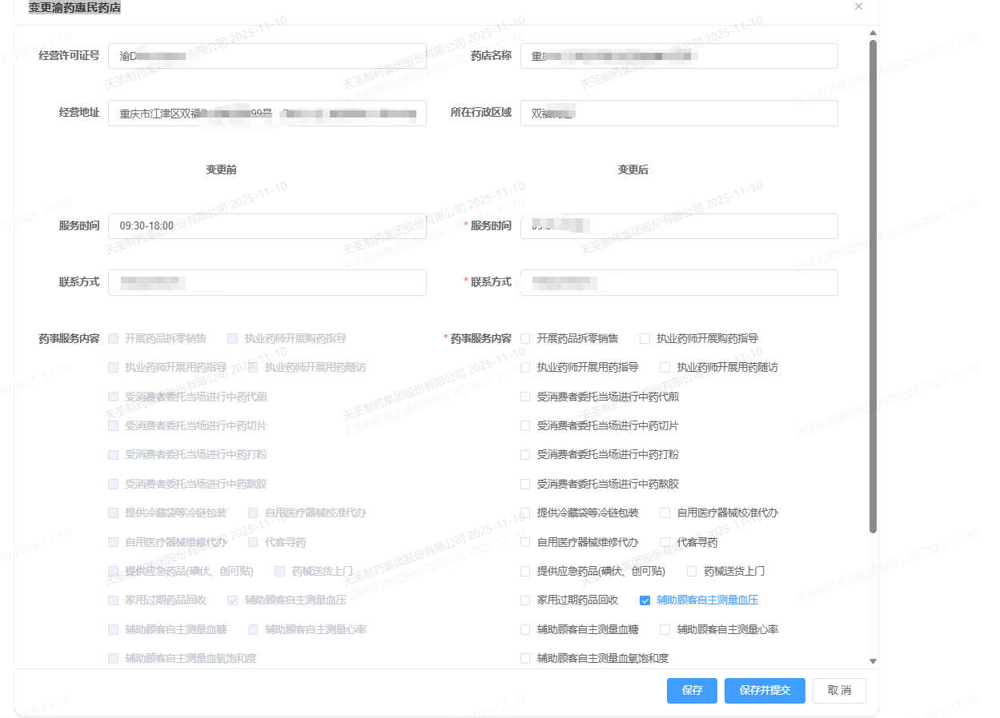 变更渝药惠民药店
经营许可证号 渝D 药店名称 重庆
经营地址 重庆市江津区双福 99号 所在行政区域 双福
变更前 变更后
服务时间 09:30-18:00 * 服务时间
联系方式 * 联系方式
药事服务内容 开展药品拆零销售 执业药师开展购药指导 * 药事服务内容 开展药品拆零销售 执业药师开展购药指导
执业药师开展用药指导 执业药师开展用药随访 执业药师开展用药指导 执业药师开展用药随访
受消费者委托当场进行中药代煎 受消费者委托当场进行中药代煎
受消费者委托当场进行中药切片 受消费者委托当场进行中药切片
受消费者委托当场进行中药打粉 受消费者委托当场进行中药打粉
受消费者委托当场进行中药熬胶 受消费者委托当场进行中药熬胶
提供冷藏袋等冷链包装 自用医疗器械校准代办 提供冷藏袋等冷链包装 自用医疗器械校准代办
自用医疗器械维修代办 代客寻药 自用医疗器械维修代办 代客寻药
提供应急药品(碘伏、创可贴) 药械送货上门 提供应急药品(碘伏、创可贴) 药械送货上门
家用过期药品回收 辅助顾客自主测量血压 家用过期药品回收 辅助顾客自主测量血压
辅助顾客自主测量血糖 辅助顾客自主测量心率 辅助顾客自主测量血糖 辅助顾客自主测量心率
辅助顾客自主测量血氧饱和度 辅助顾客自主测量血氧饱和度
保存 保存并提交 取消
天圣制药集团股份有限公司 2025-11-10